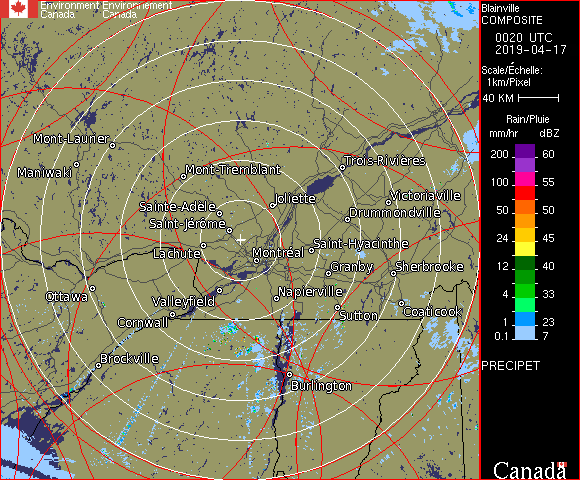 Environment Environnement
Canada Canada
Blainville
COMPOSITE
0020 UTC
2019-04-17
Scale/Échelle:
1km/Pixel
40 KM
Rain/Pluie
mm/hr dBZ
200 60
100 55
50 50
24 45
12 40
4 33
1 23
0.1 7
PRECIPET
Canada
Mont-Laurier
Maniwaki
Mont-Tremblant
Trois-Rivières
Joliette
Victoriaville
Sainte-Adele
Drummondville
Saint-Jérôme
Saint-Hyacinthe
Lachute
Montréal
Granby
Sherbrooke
Ottawa
Valleyfield
Napierville
Cornwall
Sutton
Coaticook
Brockville
Burlington